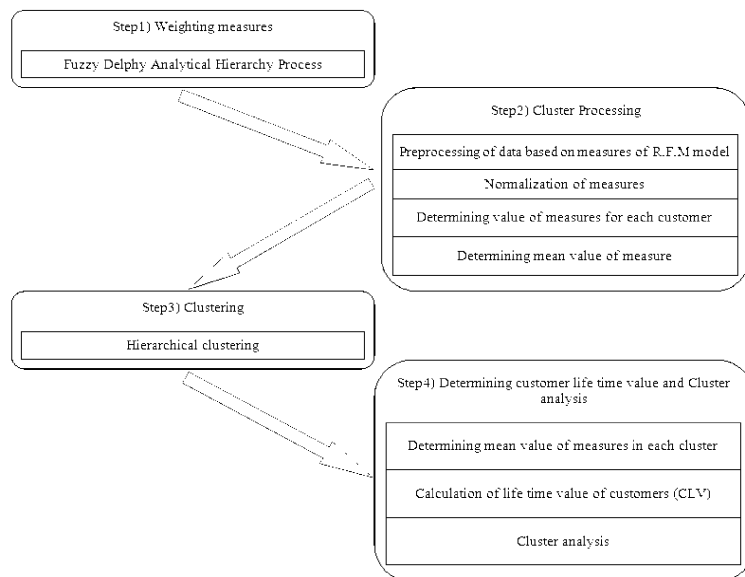 Step1) Weighting measures
Fuzzy Delphy Analytical Hierarchy Process
Step2) Cluster Processing
Preprocessing of data based on measures of R.F.M model
Normalization of measures
Determining value of measures for each customer
Determining mean value of measure
Step3) Clustering
Hierarchical clustering
Step4) Determining customer life time value and Cluster
analysis
Determining mean value of measures in each cluster
Calculation of life time value of customers (CLV)
Cluster analysis